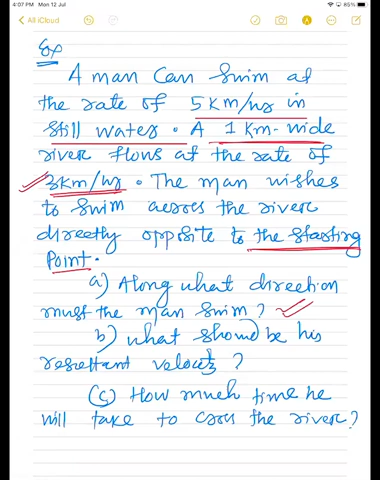 4:07 PM Mon 12 Jul
85%
All iCloud
Ex
A man can swim at
the rate of 5 km/hr in
still water. A 1 km-wide
river flows at the rate of
3km/hr. The man wishes
to swim across the river
directly opposite to the starting
Point.
a) Along what direction
must the man swim?
b) what should be his
resettant velocity?
(c) How much time he
will take to cross the river?